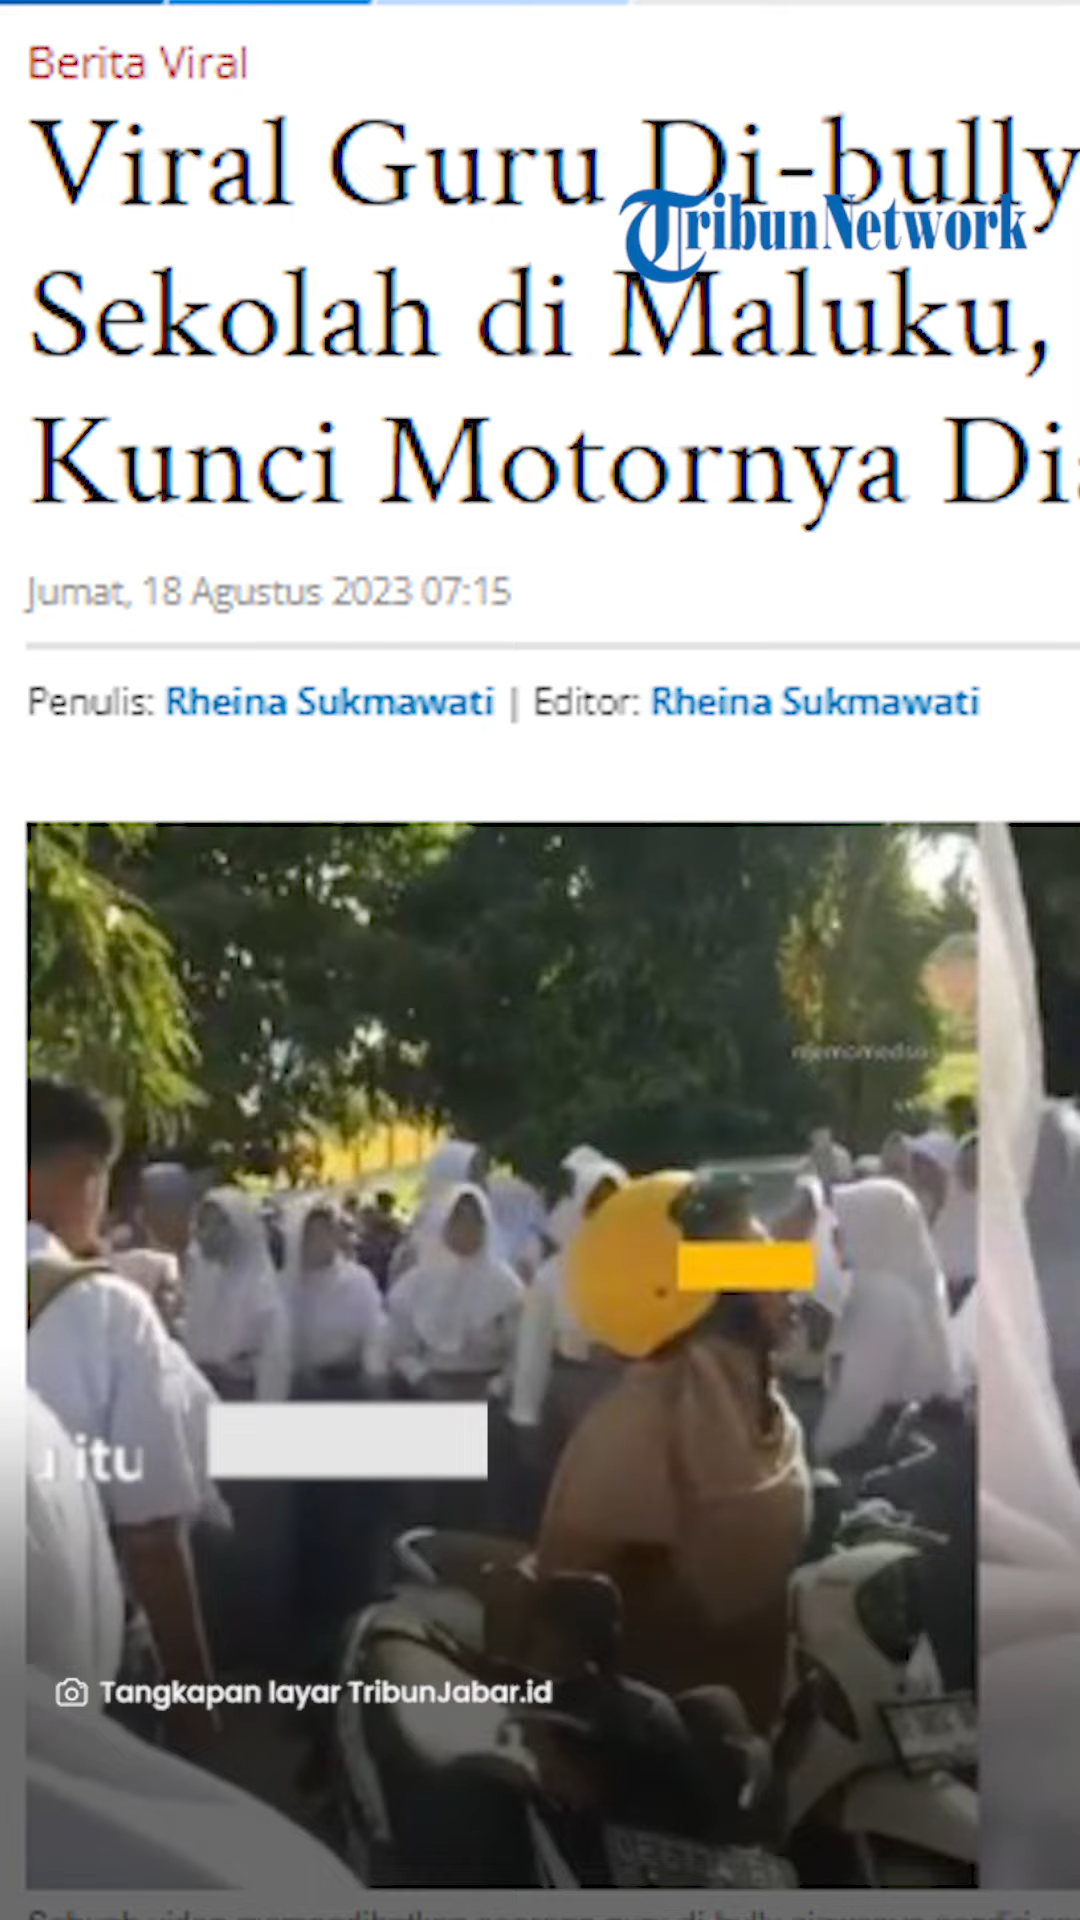 Berita Viral
Viral Guru Di-bully
TribunNetwork
Sekolah di Maluku,
Kunci Motornya Di
Jumat, 18 Agustus 2023 07:15
Penulis: Rheina Sukmawati | Editor: Rheina Sukmawati
itu
Tangkapan layar TribunJabar.id